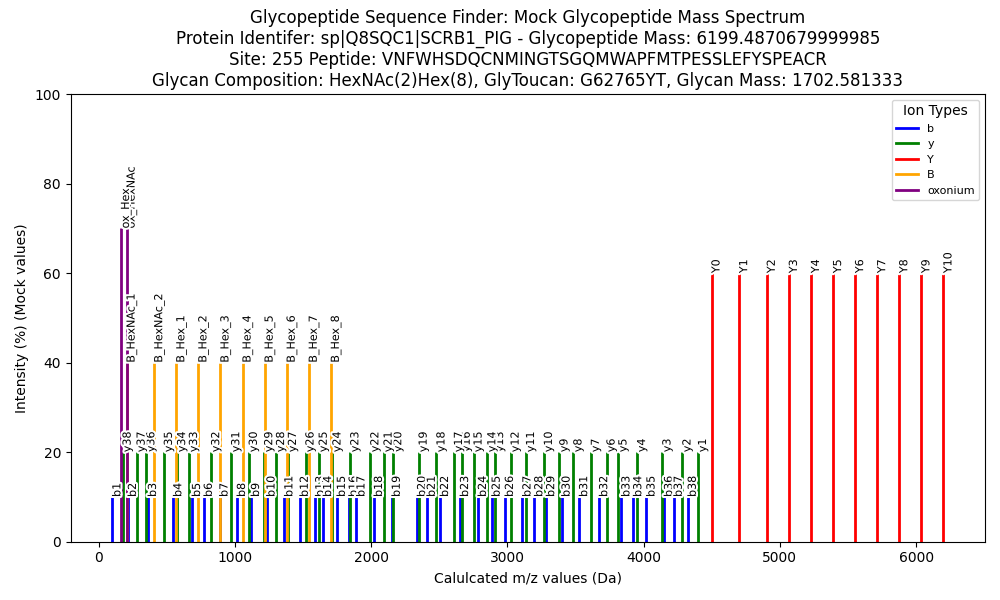 Glycopeptide Sequence Finder: Mock Glycopeptide Mass Spectrum
Protein Identifer: sp|Q8SQC1|SCRB1_PIG - Glycopeptide Mass: 6199.4870679999985
Site: 255 Peptide: VNFWHSDQCNMINGTSGQMWAPFMTPESSLEFYSPEACR
Glycan Composition: HexNAc(2)Hex(8), GlyToucan: G62765YT, Glycan Mass: 1702.581333
Intensity (%) (Mock values)
100
80
60
40
20
0
Ion Types
b
y
Y
B
oxonium
ox_Hex
ox_HexNAc
Y0 Y1 Y2 Y3 Y4 Y5 Y6 Y7 Y8 Y9 Y10
B_HexNAc_1 B_HexNAc_2 B_Hex_1 B_Hex_2 B_Hex_3 B_Hex_4 B_Hex_5 B_Hex_6 B_Hex_7 B_Hex_8
y38 y37 y36 y35 y34 y33 y32 y31 y30 y29 y28 y27 y26 y25 y24 y23 y22 y21 y20 y19 y18 y17 y16 y15 y14 y13 y12 y11 y10 y9 y8 y7 y6 y5 y4 y3 y2 y1
b1 b2 b3 b4 b5 b6 b7 b8 b9 b10 b11 b12 b13 b14 b15 b16 b17 b18 b19 b20 b21 b22 b23 b24 b25 b26 b27 b28 b29 b30 b31 b32 b33 b34 b35 b36 b37 b38
0 1000 2000 3000 4000 5000 6000
Calulcated m/z values (Da)